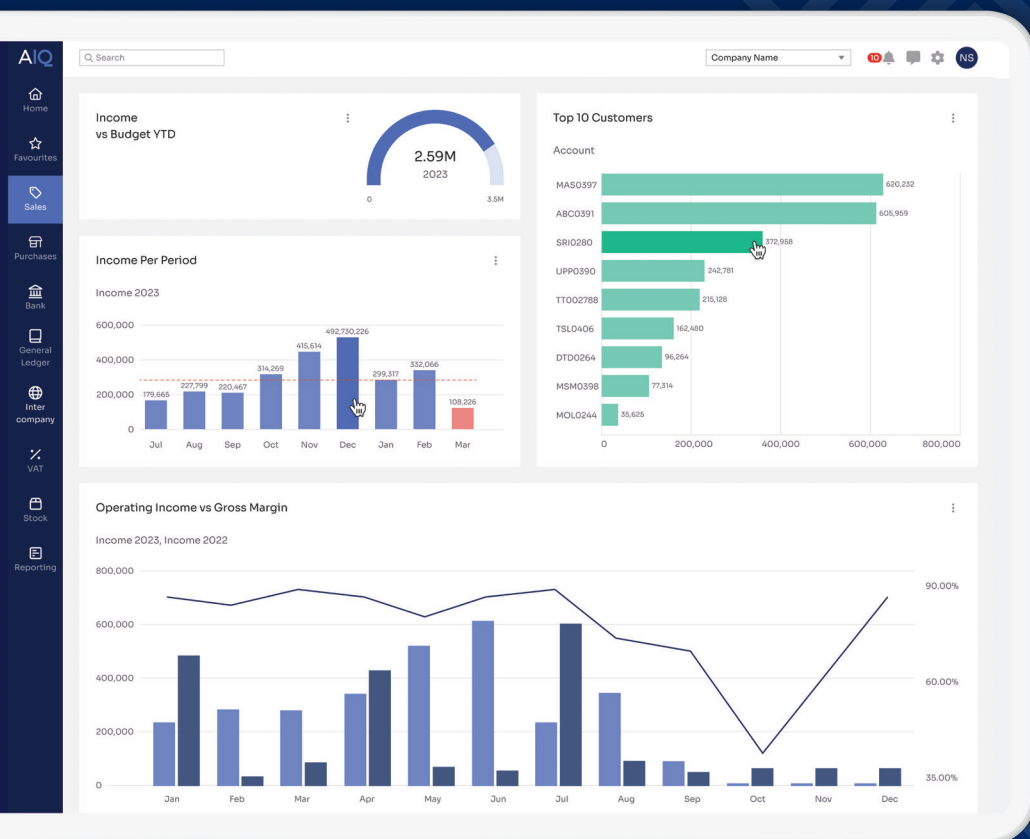 AIQ
Search
Company Name
10
NS
Home
Favourites
Sales
Purchases
Bank
General
Ledger
Inter
company
VAT
Stock
Reporting
Income
vs Budget YTD
2.59M
2023
0
3.5M
Income Per Period
Income 2023
600,000
400,000
200,000
0
179,665
227,799
220,467
314,269
415,614
492,730,226
299,317
332,066
108,226
Jul
Aug
Sep
Oct
Nov
Dec
Jan
Feb
Mar
Top 10 Customers
Account
MAS0397 620,232
ABC0391 605,959
SRI0280 372,958
UPP0390 242,781
TT002788 215,128
TSL0406 162,480
DTD0264 96,264
MSM0398 77,314
MOL0244 35,625
0
200,000
400,000
600,000
800,000
Operating Income vs Gross Margin
Income 2023, Income 2022
800,000
600,000
400,000
200,000
0
90.00%
60.00%
35.00%
Jan
Feb
Mar
Apr
May
Jun
Jul
Aug
Sep
Oct
Nov
Dec